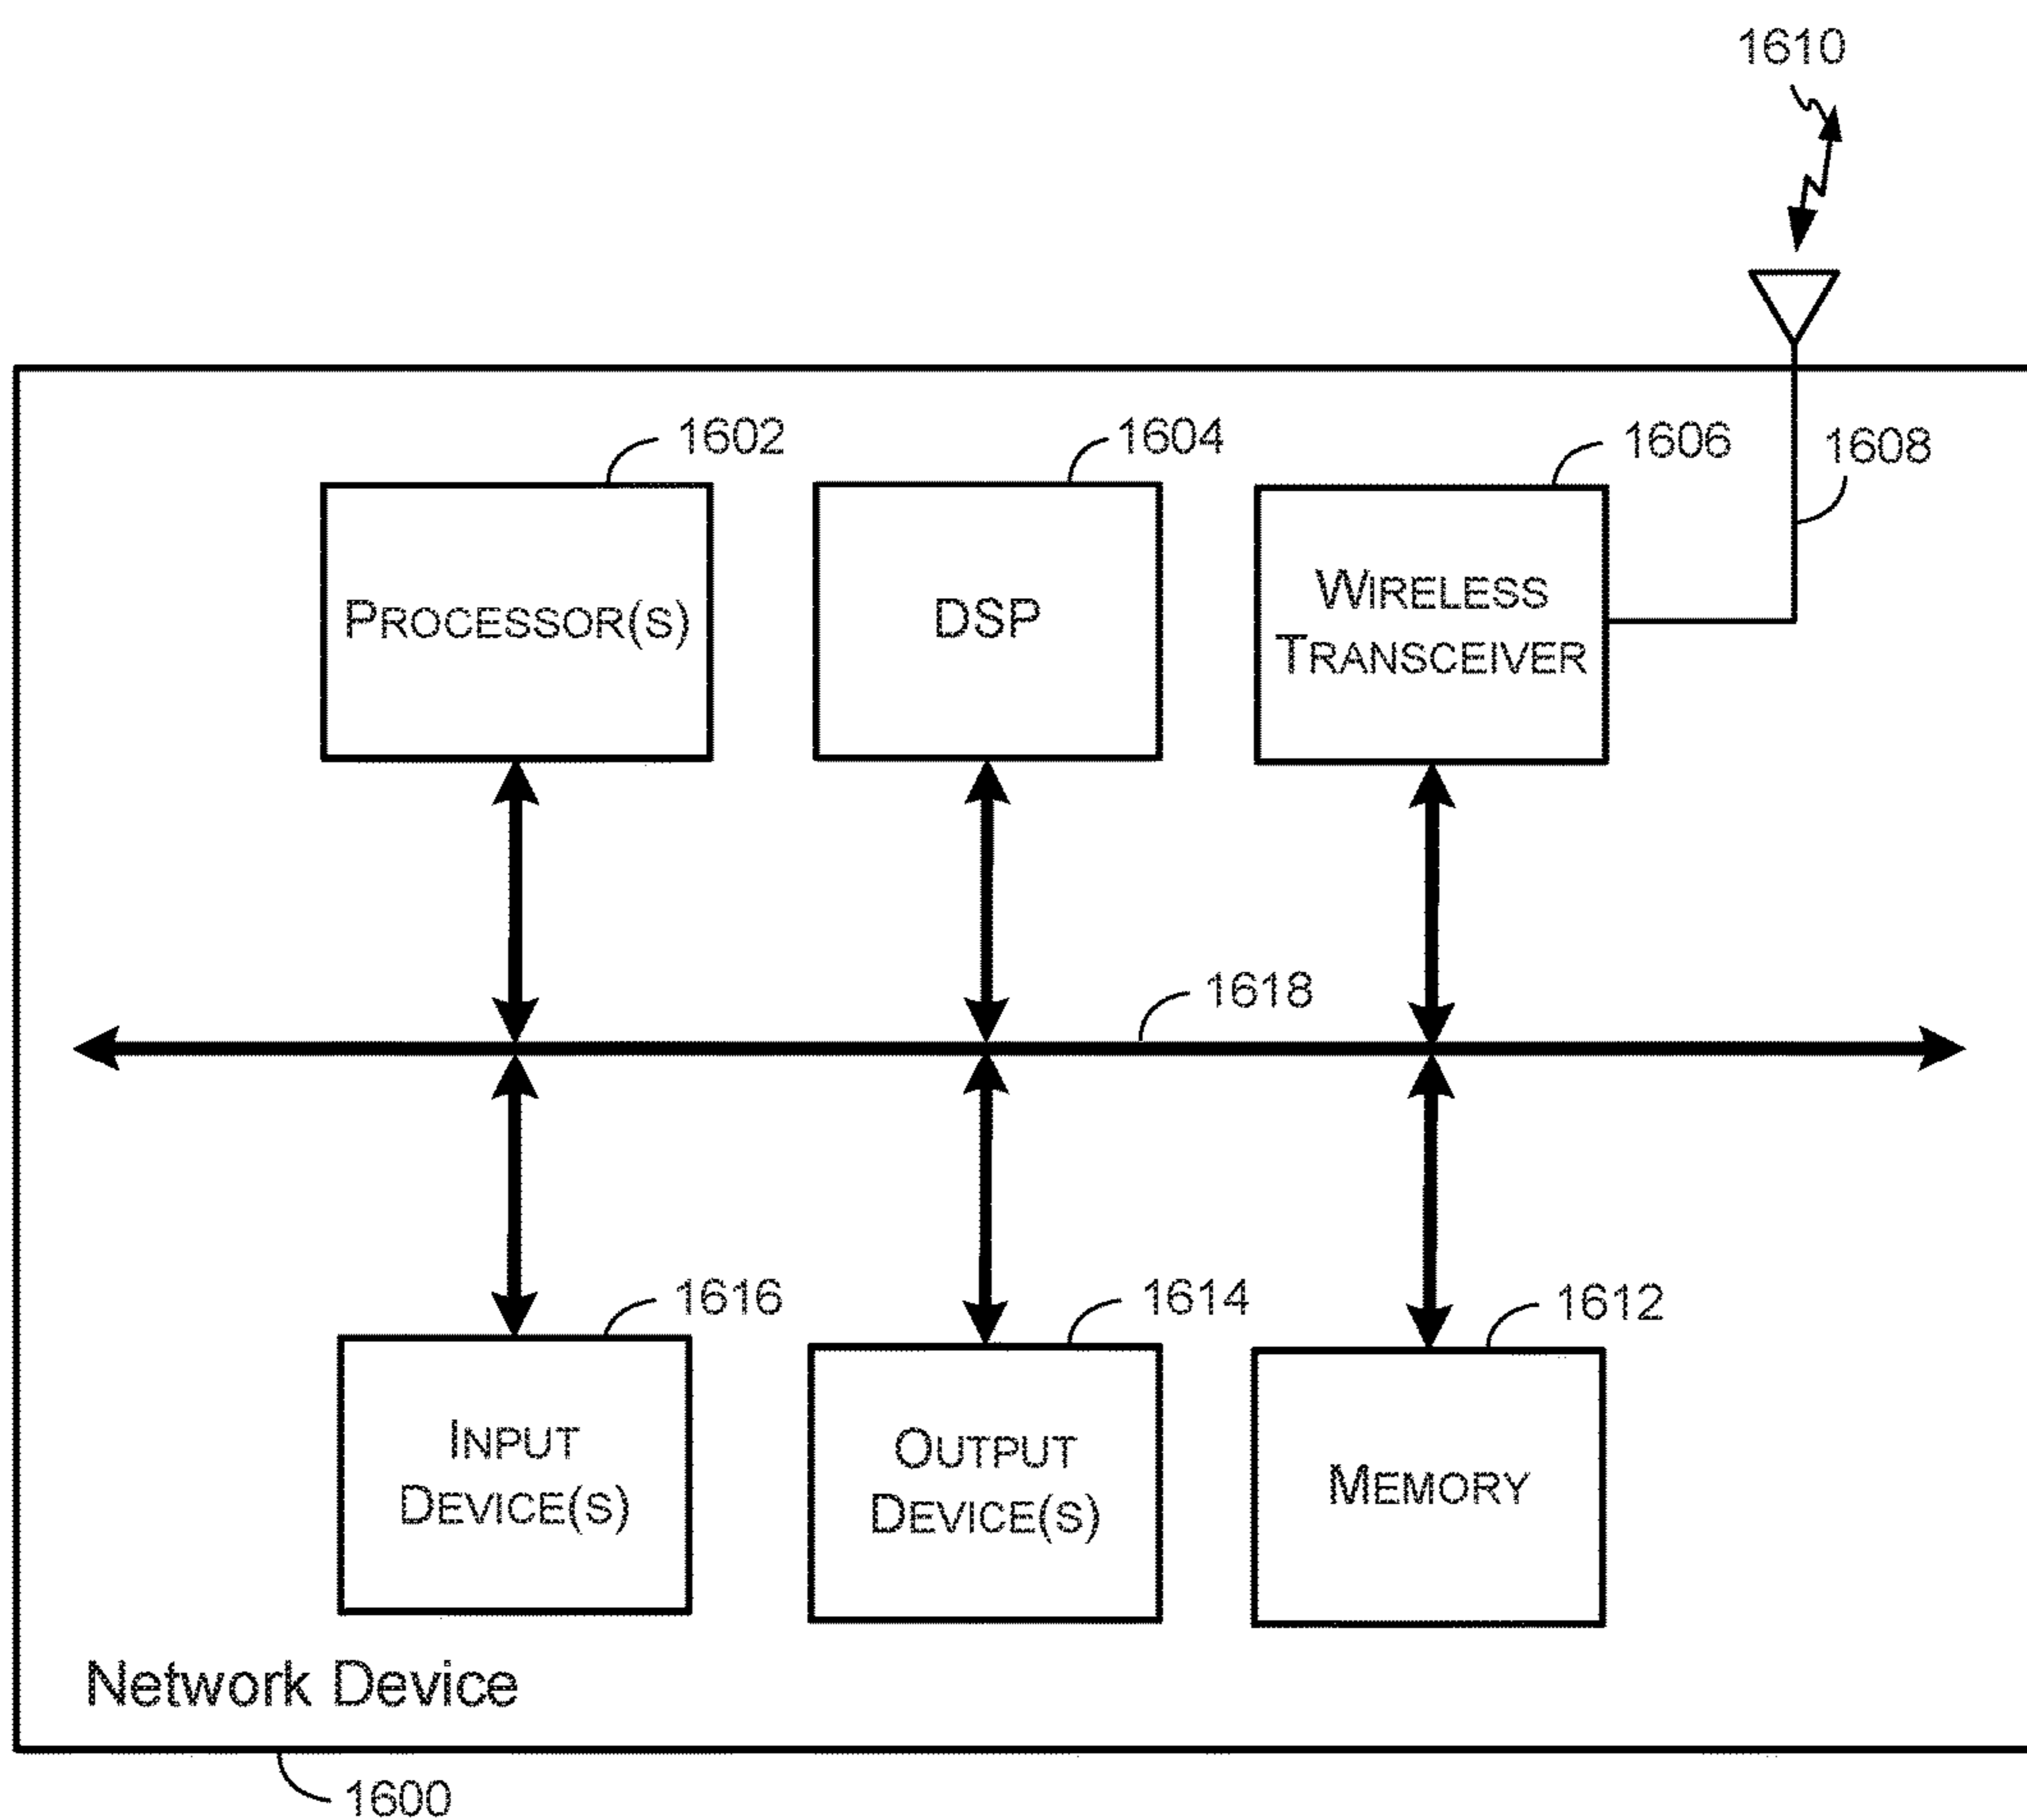 1610
1602
1604
1606
1608
PROCESSOR(S)
DSP
WIRELESS
TRANSCEIVER
1618
1616
1614
1612
INPUT
DEVICE(S)
OUTPUT
DEVICE(S)
MEMORY
Network Device
1600